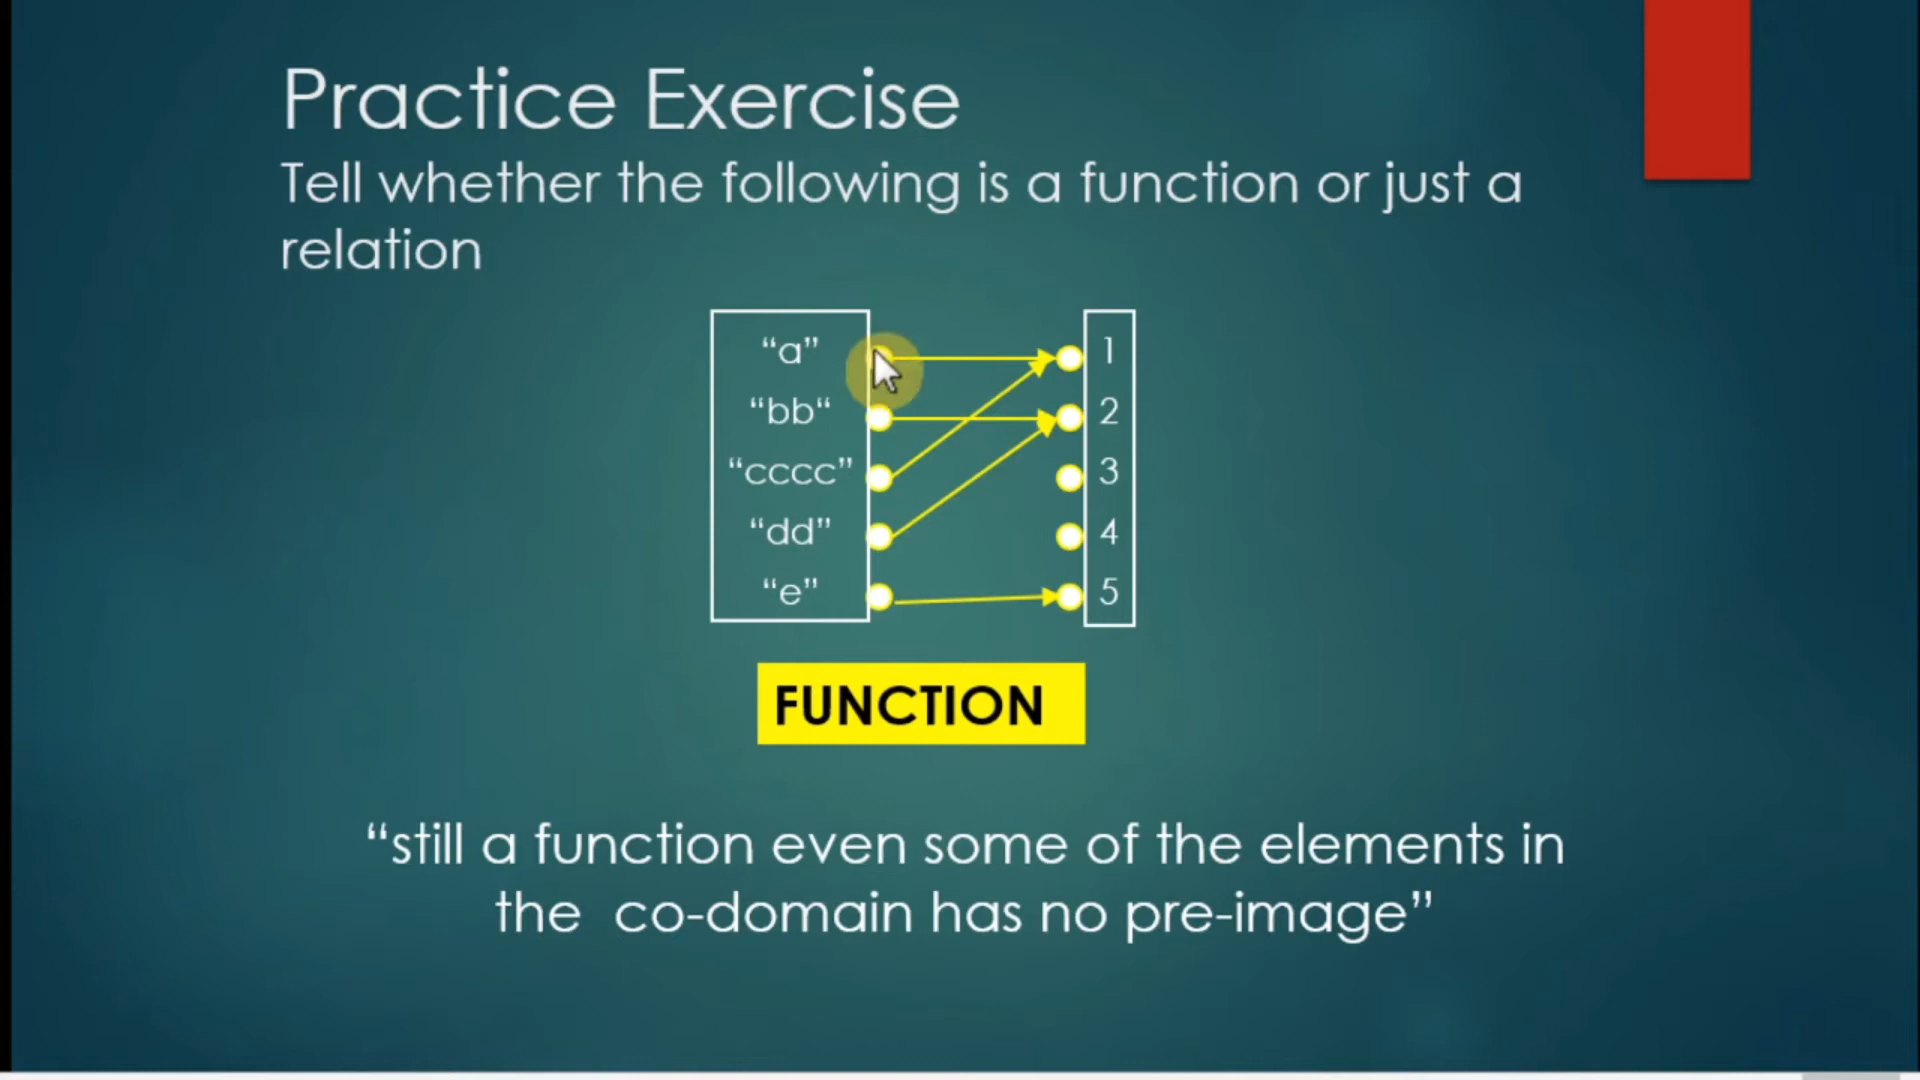 Practice Exercise
Tell whether the following is a function or just a
relation
“a” 1
“bb“ 2
“cccc” 3
“dd” 4
“e” 5
FUNCTION
“still a function even some of the elements in
the co-domain has no pre-image”